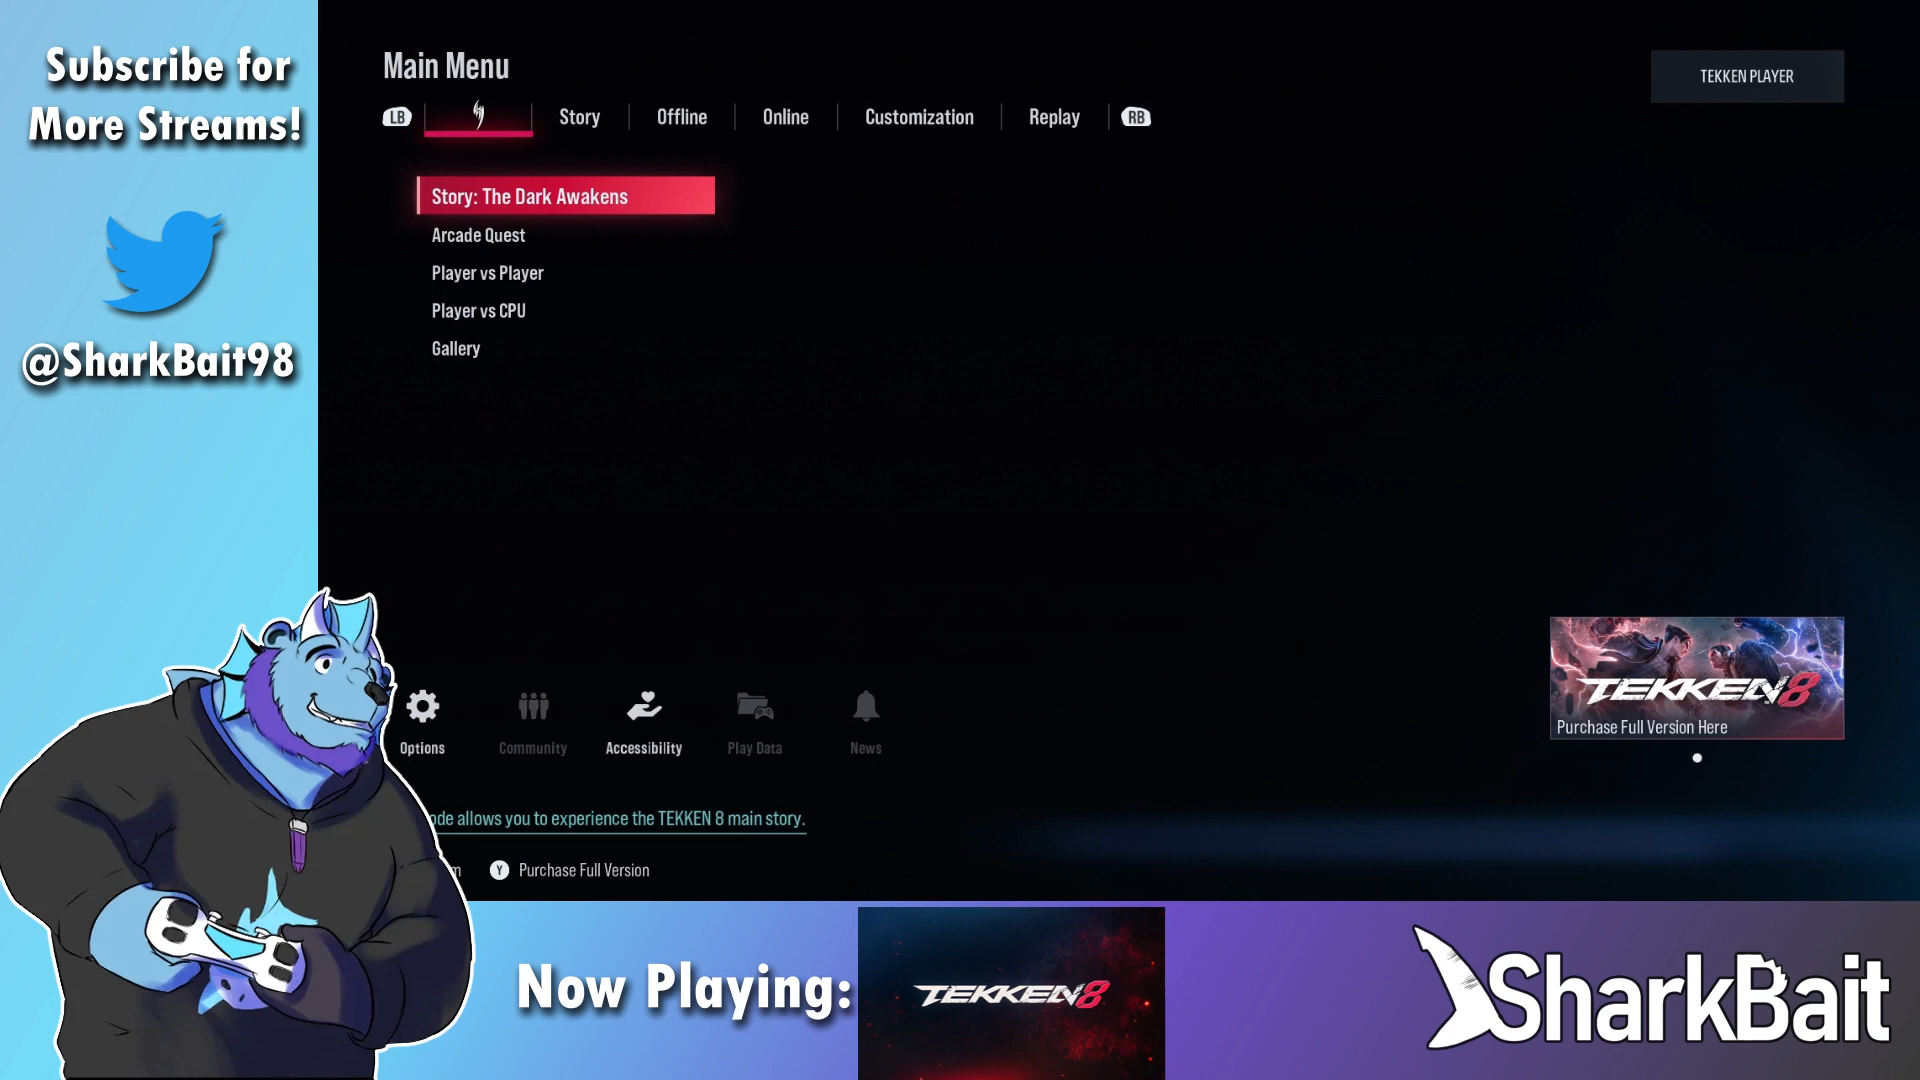 Subscribe for
More Streams!
@SharkBait98
Main Menu
TEKKEN PLAYER
LB Story Offline Online Customization Replay RB
Story: The Dark Awakens
Arcade Quest
Player vs Player
Player vs CPU
Gallery
TEKKEN 8
Purchase Full Version Here
Options Community Accessibility Play Data News
ode allows you to experience the TEKKEN 8 main story.
m Y Purchase Full Version
Now Playing:
TEKKEN 8
SharkBait